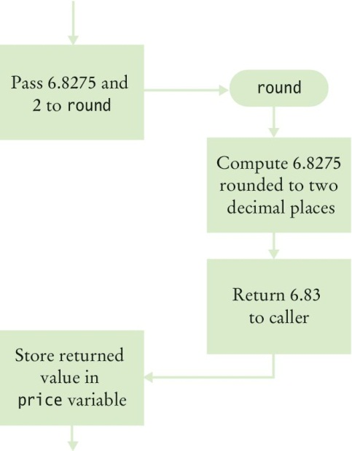 Pass 6.8275 and
2 to round
round
Compute 6.8275
rounded to two
decimal places
Return 6.83
to caller
Store returned
value in
price variable